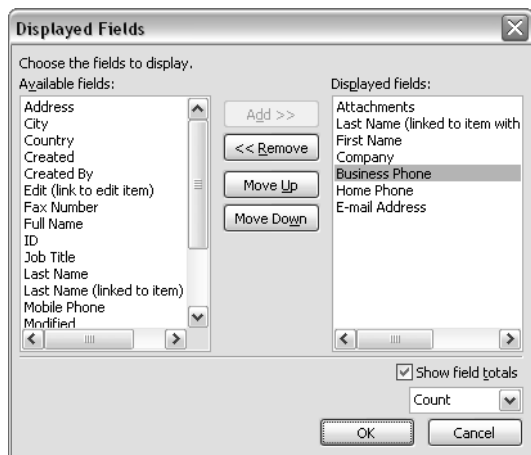 Displayed Fields
Choose the fields to display.
Available fields:
Address
City
Country
Created
Created By
Edit (link to edit item)
Fax Number
Full Name
ID
Job Title
Last Name
Last Name (linked to item)
Mobile Phone
Modified
Add >>
<< Remove
Move Up
Move Down
Displayed fields:
Attachments
Last Name (linked to item with
First Name
Company
Business Phone
Home Phone
E-mail Address
Show field totals
Count
OK
Cancel